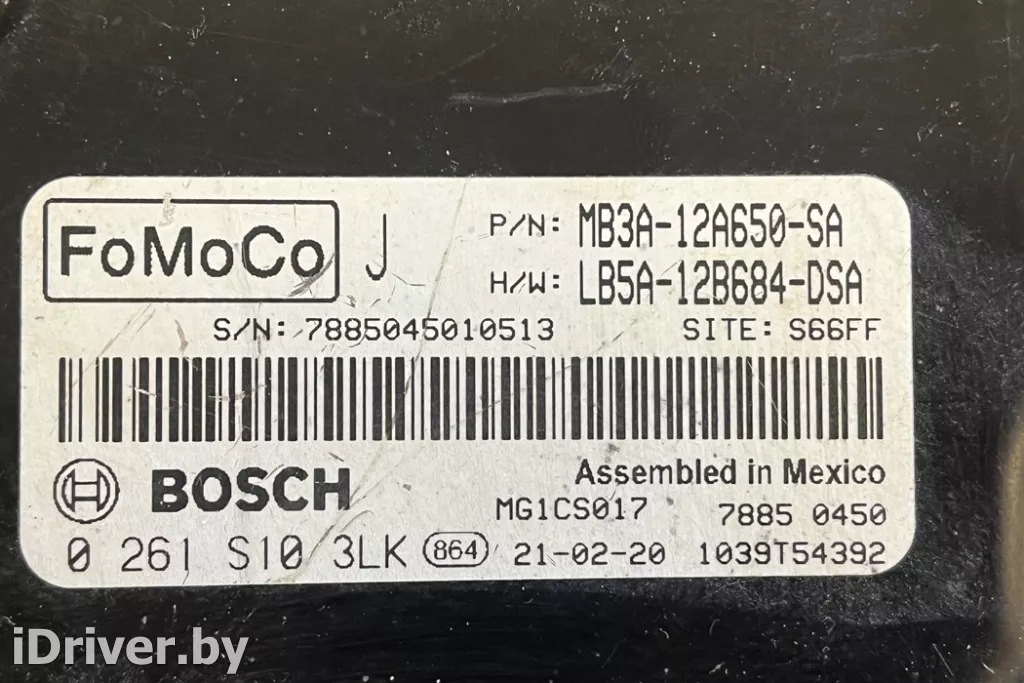 FoMoCo J P/N: MB3A-12A650-SA
H/W: LB5A-12B684-DSA
S/N: 7885045010513 SITE: S66FF
BOSCH Assembled in Mexico
MG1CS017 7885 0450
0 261 S10 3LK 864 21-02-20 1039T54392
iDriver.by